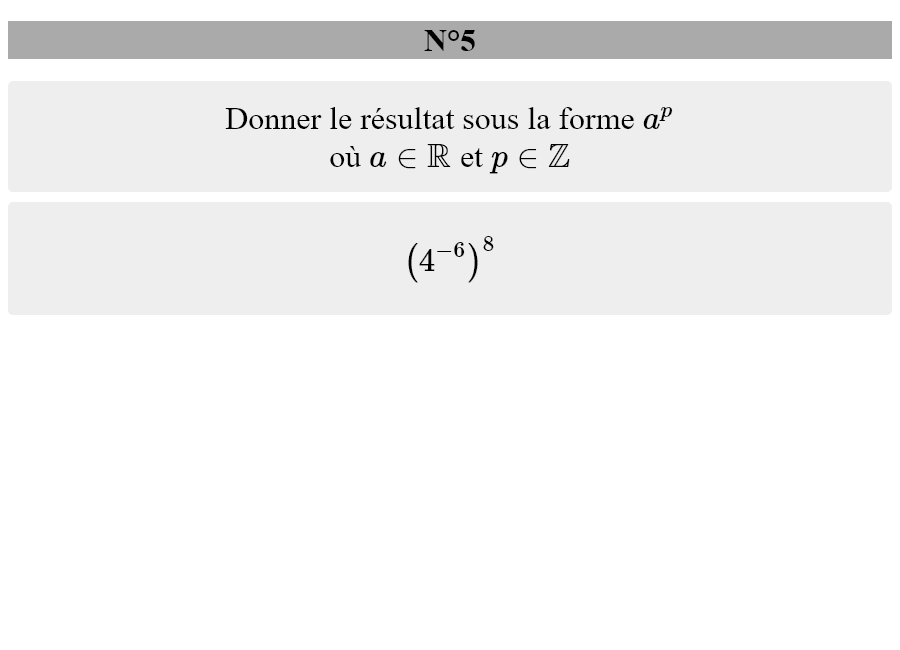 N°5
Donner le résultat sous la forme $a^p$
où $a \in \mathbb{R}$ et $p \in \mathbb{Z}$
$\left(4^{-6}\right)^8$